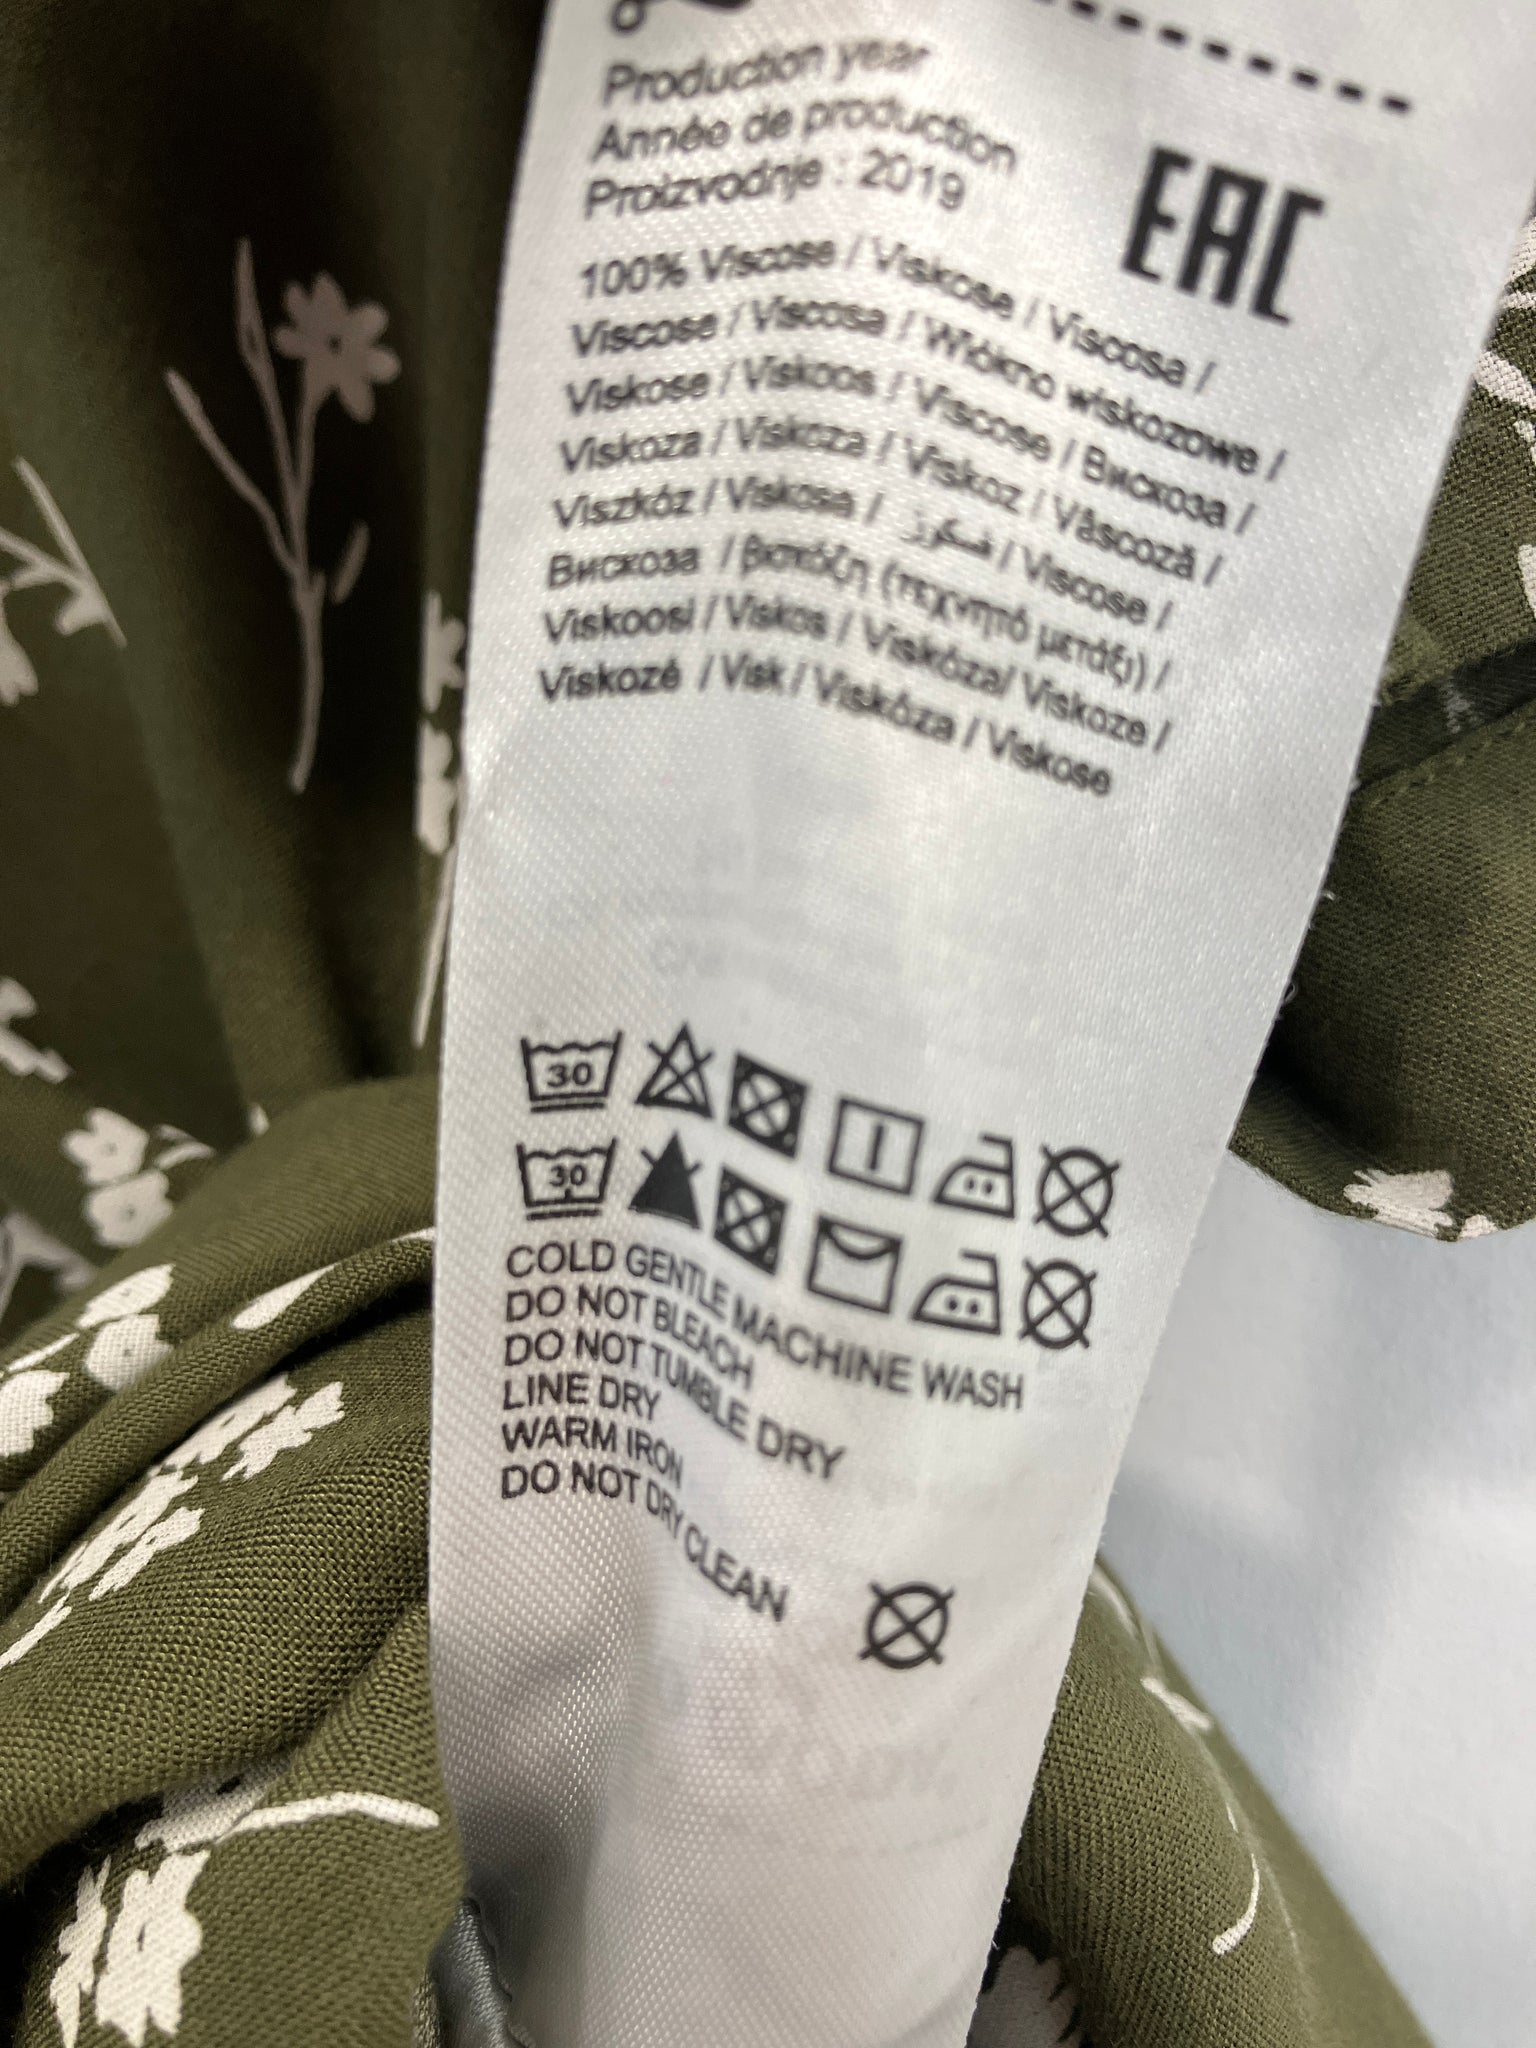 Production year
Année de production
Proizvodnje : 2019
EAC
100% Viscose / Viskose / Viscosa /
Viscose / Viscosa / Włókno wiskozowe /
Viskose / Viskoos / Viscose / Вискоза /
Viskoza / Viskoza / Viskoz / Vâscoză /
Viszkóz / Viskosa / فسكوز / Viscose /
Вискоза / βισκόζη (τεχνητό μετάξι) /
Viskoosi / Viskos / Viskóza/ Viskoze /
Viskozé / Visk / Viskóza / Viskose
30
30
COLD GENTLE MACHINE WASH
DO NOT BLEACH
DO NOT TUMBLE DRY
LINE DRY
WARM IRON
DO NOT DRY CLEAN